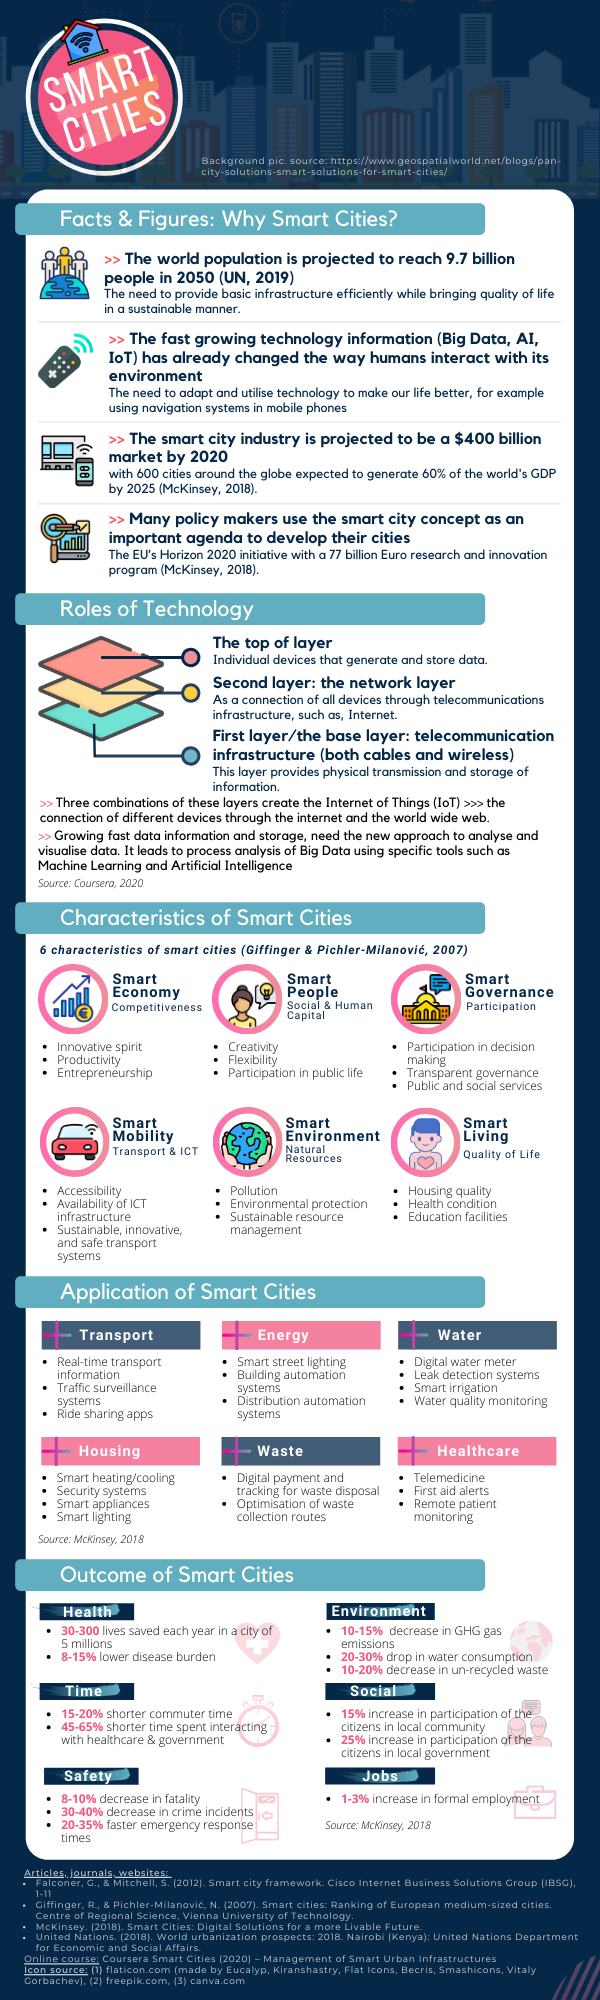 SMART
CITIES
Background pic. source: https://www.geospatialworld.net/blogs/pan-
city-solutions-smart-solutions-for-smart-cities/
Facts & Figures: Why Smart Cities?
>> The world population is projected to reach 9.7 billion
people in 2050 (UN, 2019)
The need to provide basic infrastructure efficiently while bringing quality of life
in a sustainable manner.
>> The fast growing technology information (Big Data, AI,
IoT) has already changed the way humans interact with its
environment
The need to adapt and utilise technology to make our life better, for example
using navigation systems in mobile phones
>> The smart city industry is projected to be a $400 billion
market by 2020
with 600 cities around the globe expected to generate 60% of the world's GDP
by 2025 (McKinsey, 2018).
>> Many policy makers use the smart city concept as an
important agenda to develop their cities
The EU's Horizon 2020 initiative with a 77 billion Euro research and innovation
program (McKinsey, 2018).
Roles of Technology
The top of layer
Individual devices that generate and store data.
Second layer: the network layer
As a connection of all devices through telecommunications
infrastructure, such as, Internet.
First layer/the base layer: telecommunication
infrastructure (both cables and wireless)
This layer provides physical transmission and storage of
information.
>> Three combinations of these layers create the Internet of Things (IoT) >>> the
connection of different devices through the internet and the world wide web.
>> Growing fast data information and storage, need the new approach to analyse and
visualise data. It leads to process analysis of Big Data using specific tools such as
Machine Learning and Artificial Intelligence
Source: Coursera, 2020
Characteristics of Smart Cities
6 characteristics of smart cities (Giffinger & Pichler-Milanović, 2007)
Smart
Economy
Competitiveness
• Innovative spirit
• Productivity
• Entrepreneurship
Smart
People
Social & Human
Capital
• Creativity
• Flexibility
• Participation in public life
Smart
Governance
Participation
• Participation in decision
making
• Transparent governance
• Public and social services
Smart
Mobility
Transport & ICT
• Accessibility
• Availability of ICT
infrastructure
• Sustainable, innovative,
and safe transport
systems
Smart
Environment
Natural
Resources
• Pollution
• Environmental protection
• Sustainable resource
management
Smart
Living
Quality of Life
• Housing quality
• Health condition
• Education facilities
Application of Smart Cities
Transport
• Real-time transport
information
• Traffic surveillance
systems
• Ride sharing apps
Energy
• Smart street lighting
• Building automation
systems
• Distribution automation
systems
Water
• Digital water meter
• Leak detection systems
• Smart irrigation
• Water quality monitoring
Housing
• Smart heating/cooling
• Security systems
• Smart appliances
• Smart lighting
Waste
• Digital payment and
tracking for waste disposal
• Optimisation of waste
collection routes
Healthcare
• Telemedicine
• First aid alerts
• Remote patient
monitoring
Source: McKinsey, 2018
Outcome of Smart Cities
Health
• 30-300 lives saved each year in a city of
5 millions
• 8-15% lower disease burden
Environment
• 10-15% decrease in GHG gas
emissions
• 20-30% drop in water consumption
• 10-20% decrease in un-recycled waste
Time
• 15-20% shorter commuter time
• 45-65% shorter time spent interacting
with healthcare & government
Social
• 15% increase in participation of the
citizens in local community
• 25% increase in participation of the
citizens in local government
Safety
• 8-10% decrease in fatality
• 30-40% decrease in crime incidents
• 20-35% faster emergency response
times
Jobs
• 1-3% increase in formal employment
Source: McKinsey, 2018
Articles, journals, websites:
• Falconer, G., & Mitchell, S. (2012). Smart city framework. Cisco Internet Business Solutions Group (IBSG),
1-11
• Giffinger, R., & Pichler-Milanović, N. (2007). Smart cities: Ranking of European medium-sized cities.
Centre of Regional Science, Vienna University of Technology.
• McKinsey. (2018). Smart Cities: Digital Solutions for a more Livable Future.
• United Nations. (2018). World urbanization prospects: 2018. Nairobi (Kenya): United Nations Department
for Economic and Social Affairs.
Online course: Coursera Smart Cities (2020) – Management of Smart Urban Infrastructures
Icon source: (1) flaticon.com (made by Eucalyp, Kiranshastry, Flat Icons, Becris, Smashicons, Vitaly
Gorbachev), (2) freepik.com, (3) canva.com